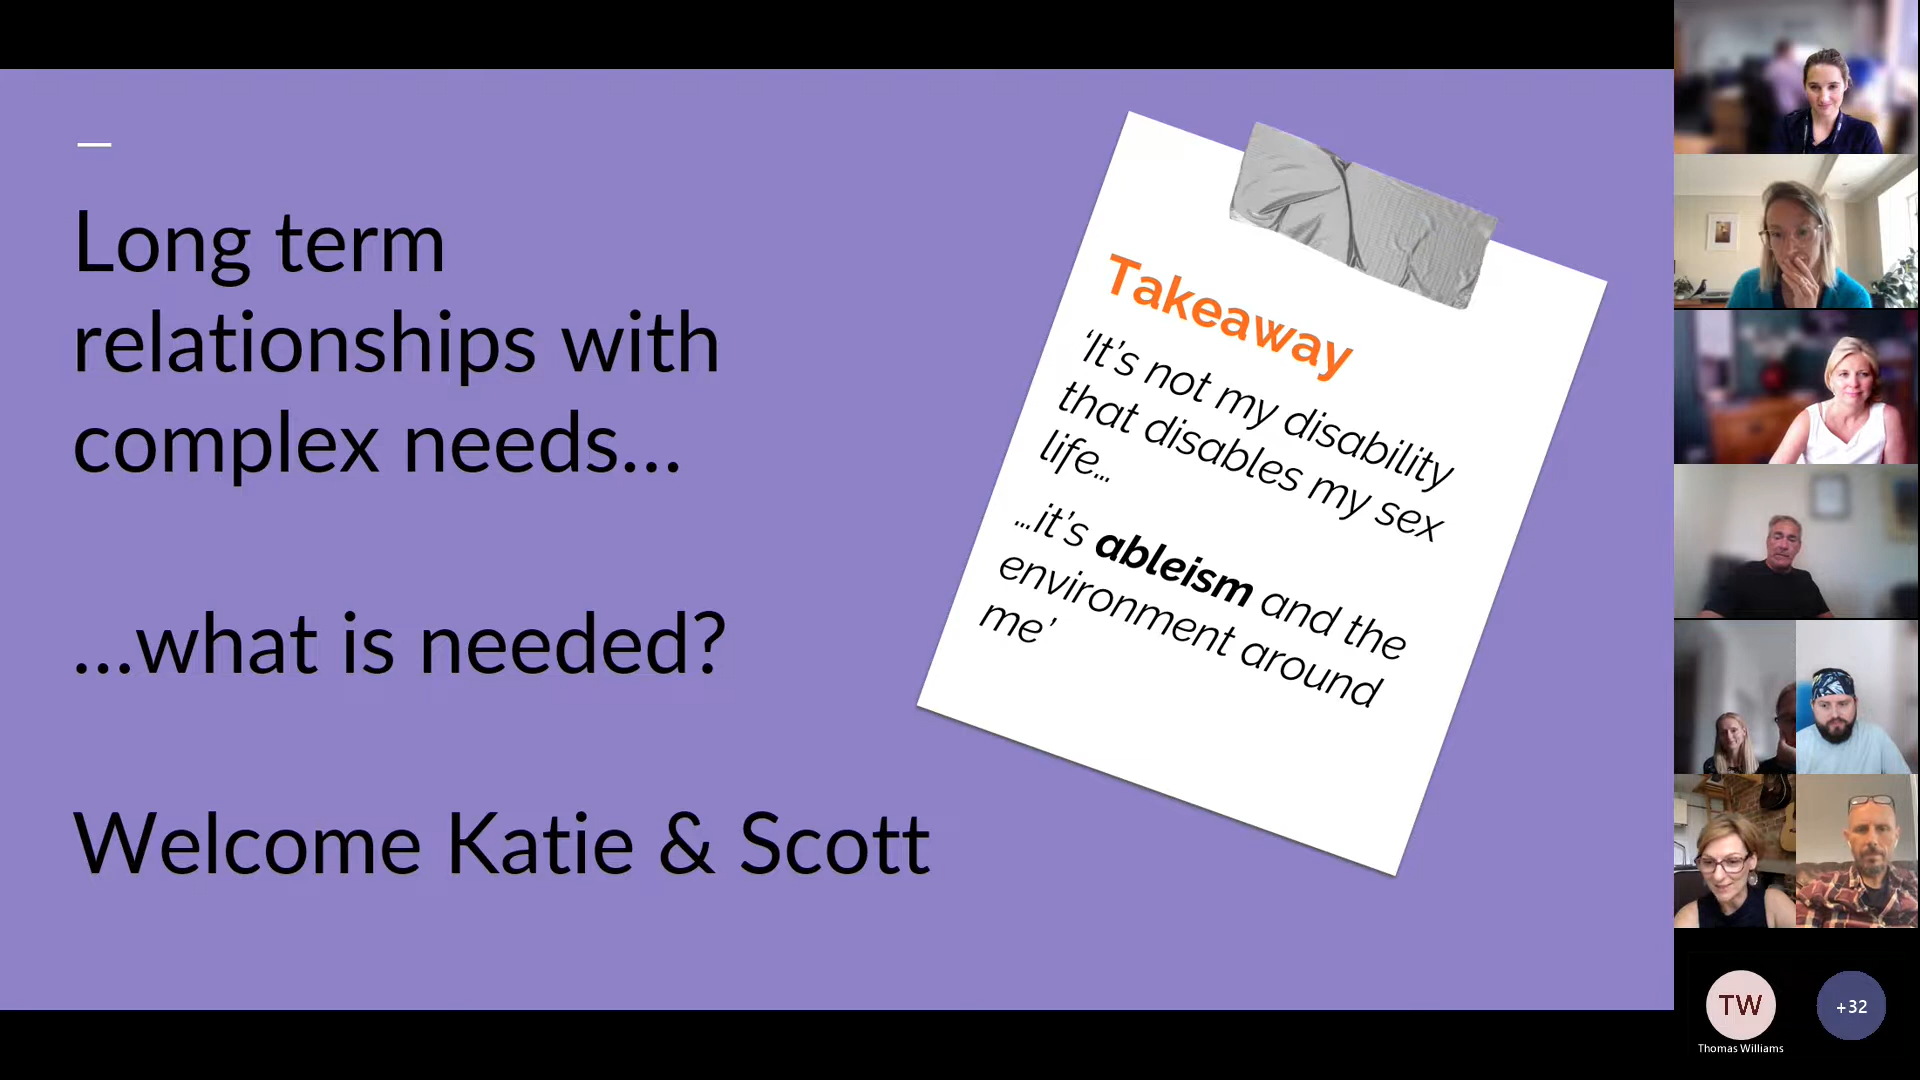 Long term
relationships with
complex needs…
…what is needed?
Welcome Katie & Scott
Takeaway
‘It’s not my disability
that disables my sex
life…
…it’s ableism and the
environment around
me’
TW
Thomas Williams
+32